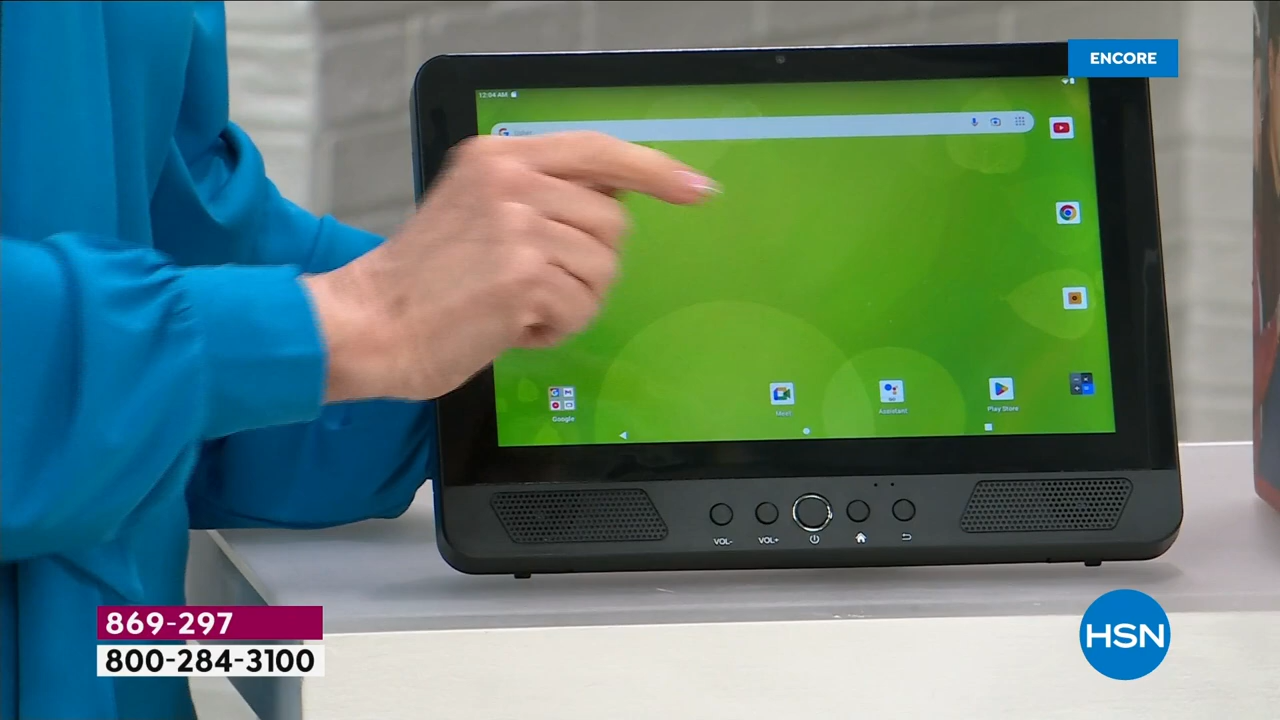 ENCORE
12:04 AM
Google
Meet
Assistant
Play Store
VOL-
VOL+
869-297
800-284-3100
HSN